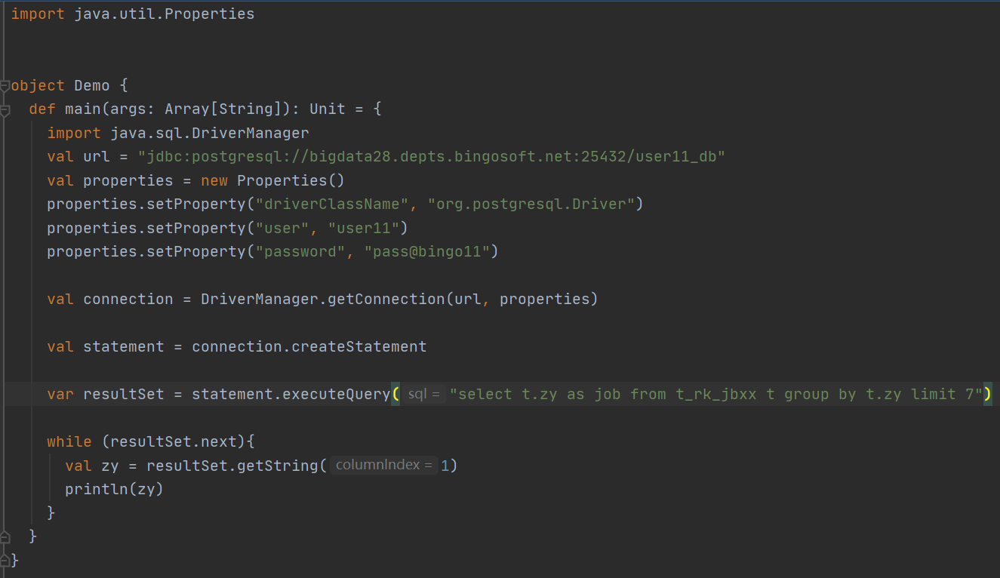 import java.util.Properties
object Demo {
def main(args: Array[String]): Unit = {
import java.sql.DriverManager
val url = "jdbc:postgresql://bigdata28.depts.bingosoft.net:25432/user11_db"
val properties = new Properties()
properties.setProperty("driverClassName", "org.postgresql.Driver")
properties.setProperty("user", "user11")
properties.setProperty("password", "pass@bingo11")
val connection = DriverManager.getConnection(url, properties)
val statement = connection.createStatement
var resultSet = statement.executeQuery( sql = "select t.zy as job from t_rk_jbxx t group by t.zy limit 7")
while (resultSet.next){
val zy = resultSet.getString( columnIndex = 1)
println(zy)
}
}
}